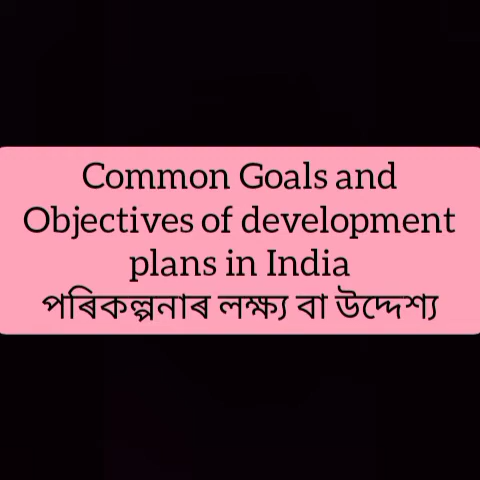 Common Goals and
Objectives of development
plans in India
পৰিকল্পনাৰ লক্ষ্য বা উদ্দেশ্য